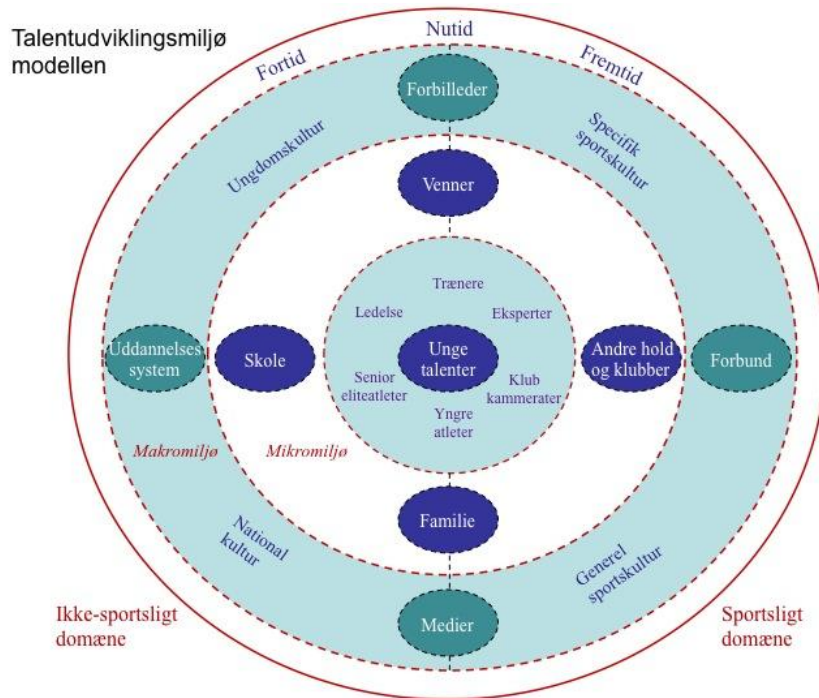 Talentudviklingsmiljø
modellen
Nutid
Fortid
Fremtid
Forbilleder
Ungdomskultur
Specifik
sportskultur
Venner
Trænere
Ledelse
Eksperter
Uddannelses
system
Skole
Unge
talenter
Andre hold
og klubber
Forbund
Senior
eliteatleter
Klub
kammerater
Yngre
atleter
Makromiljø
Mikromiljø
Familie
National
kultur
Generel
sportskultur
Medier
Ikke-sportsligt
domæne
Sportsligt
domæne